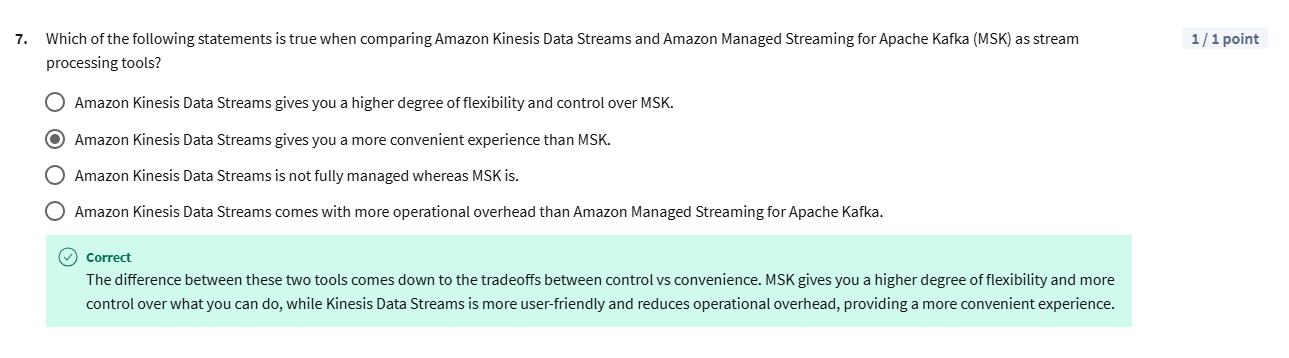 7. Which of the following statements is true when comparing Amazon Kinesis Data Streams and Amazon Managed Streaming for Apache Kafka (MSK) as stream
1 / 1 point
processing tools?
Amazon Kinesis Data Streams gives you a higher degree of flexibility and control over MSK.
Amazon Kinesis Data Streams gives you a more convenient experience than MSK.
Amazon Kinesis Data Streams is not fully managed whereas MSK is.
Amazon Kinesis Data Streams comes with more operational overhead than Amazon Managed Streaming for Apache Kafka.
Correct
The difference between these two tools comes down to the tradeoffs between control vs convenience. MSK gives you a higher degree of flexibility and more
control over what you can do, while Kinesis Data Streams is more user-friendly and reduces operational overhead, providing a more convenient experience.